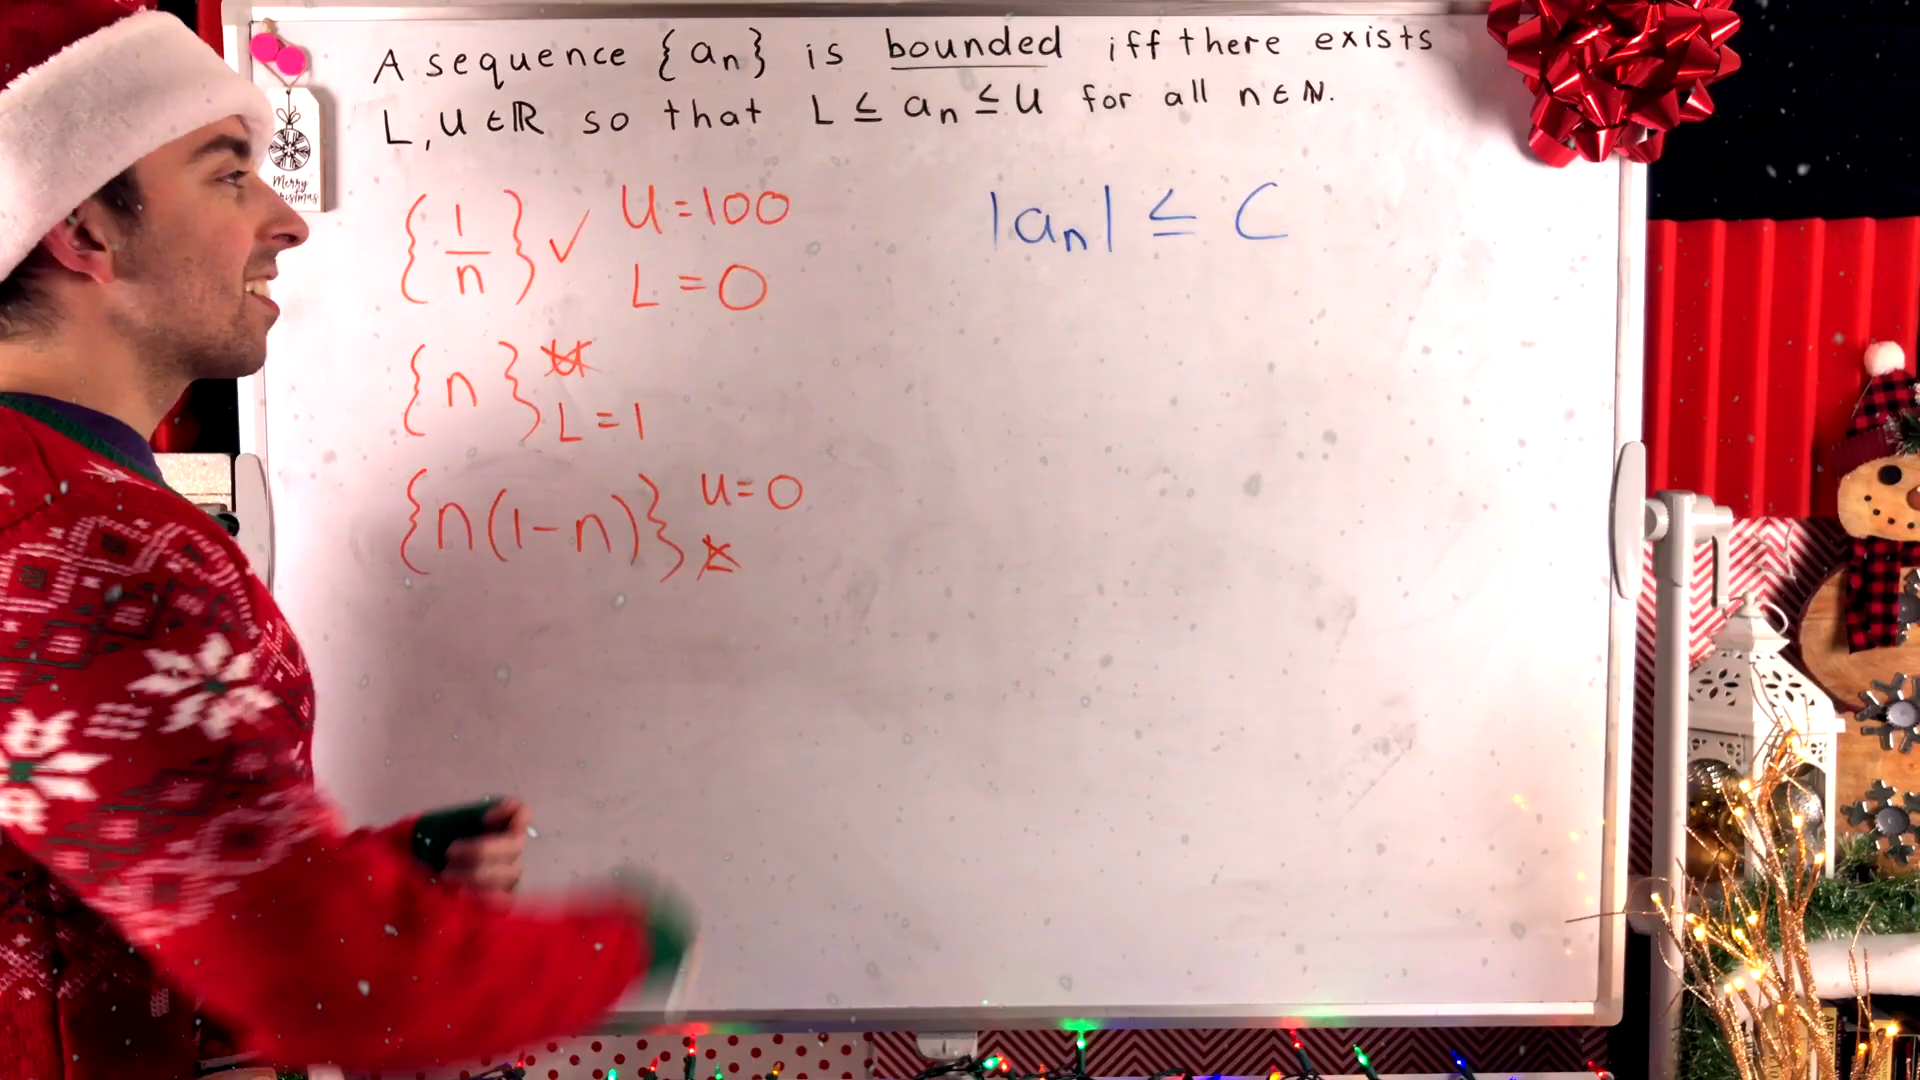 A sequence {aₙ} is bounded iff there exists
L, U ∈ ℝ so that L ≤ aₙ ≤ U for all n ∈ ℕ.
Merry
{1/n} ✓ U = 100
L = 0
|aₙ| ≤ C
{n} U
L = 1
{n(1-n)} U = 0
L